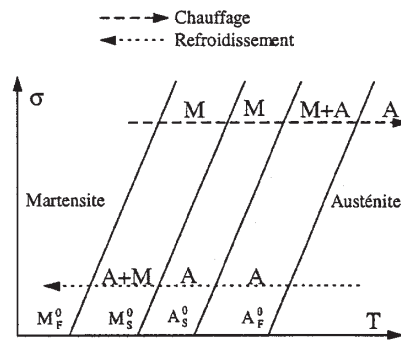 Chauffage
Refroidissement
σ
M M M+A A
Martensite
Austénite
A+M A A
M⁰F M⁰S A⁰S A⁰F T